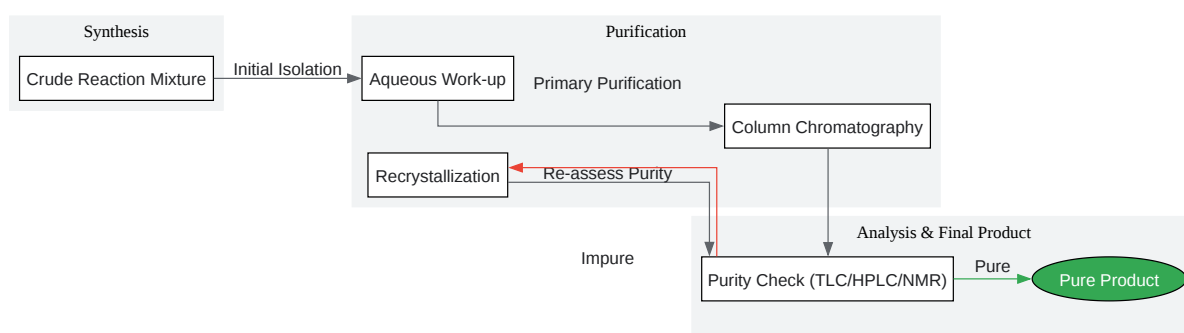 Synthesis
Purification
Crude Reaction Mixture
Initial Isolation
Aqueous Work-up
Primary Purification
Column Chromatography
Recrystallization
Re-assess Purity
Analysis & Final Product
Impure
Purity Check (TLC/HPLC/NMR)
Pure
Pure Product